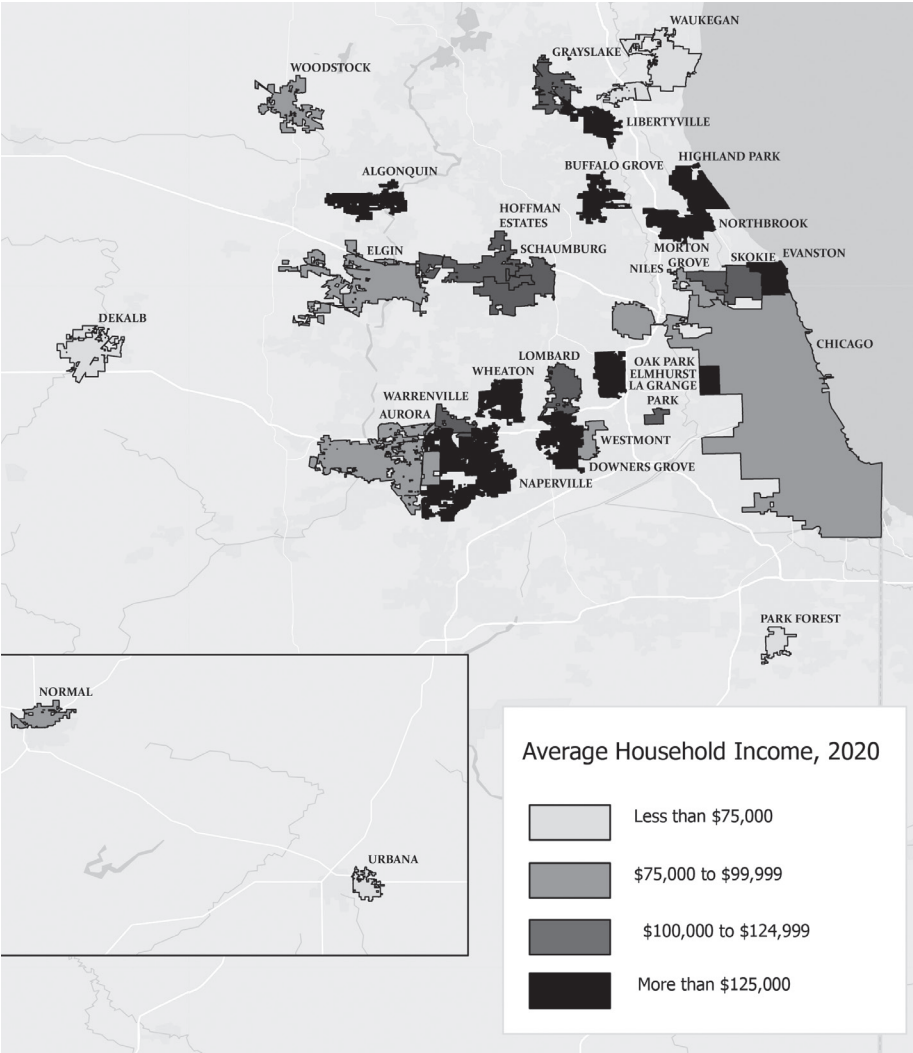 WAUKEGAN
GRAYSLAKE
WOODSTOCK
LIBERTYVILLE
BUFFALO GROVE
HIGHLAND PARK
ALGONQUIN
HOFFMAN
ESTATES
NORTHBROOK
ELGIN
SCHAUMBURG
MORTON
GROVE
NILES
SKOKIE
EVANSTON
DEKALB
CHICAGO
LOMBARD
OAK PARK
WHEATON
ELMHURST
LA GRANGE
PARK
WARRENVILLE
AURORA
WESTMONT
DOWNERS GROVE
NAPERVILLE
PARK FOREST
NORMAL
URBANA
Average Household Income, 2020
Less than $75,000
$75,000 to $99,999
$100,000 to $124,999
More than $125,000